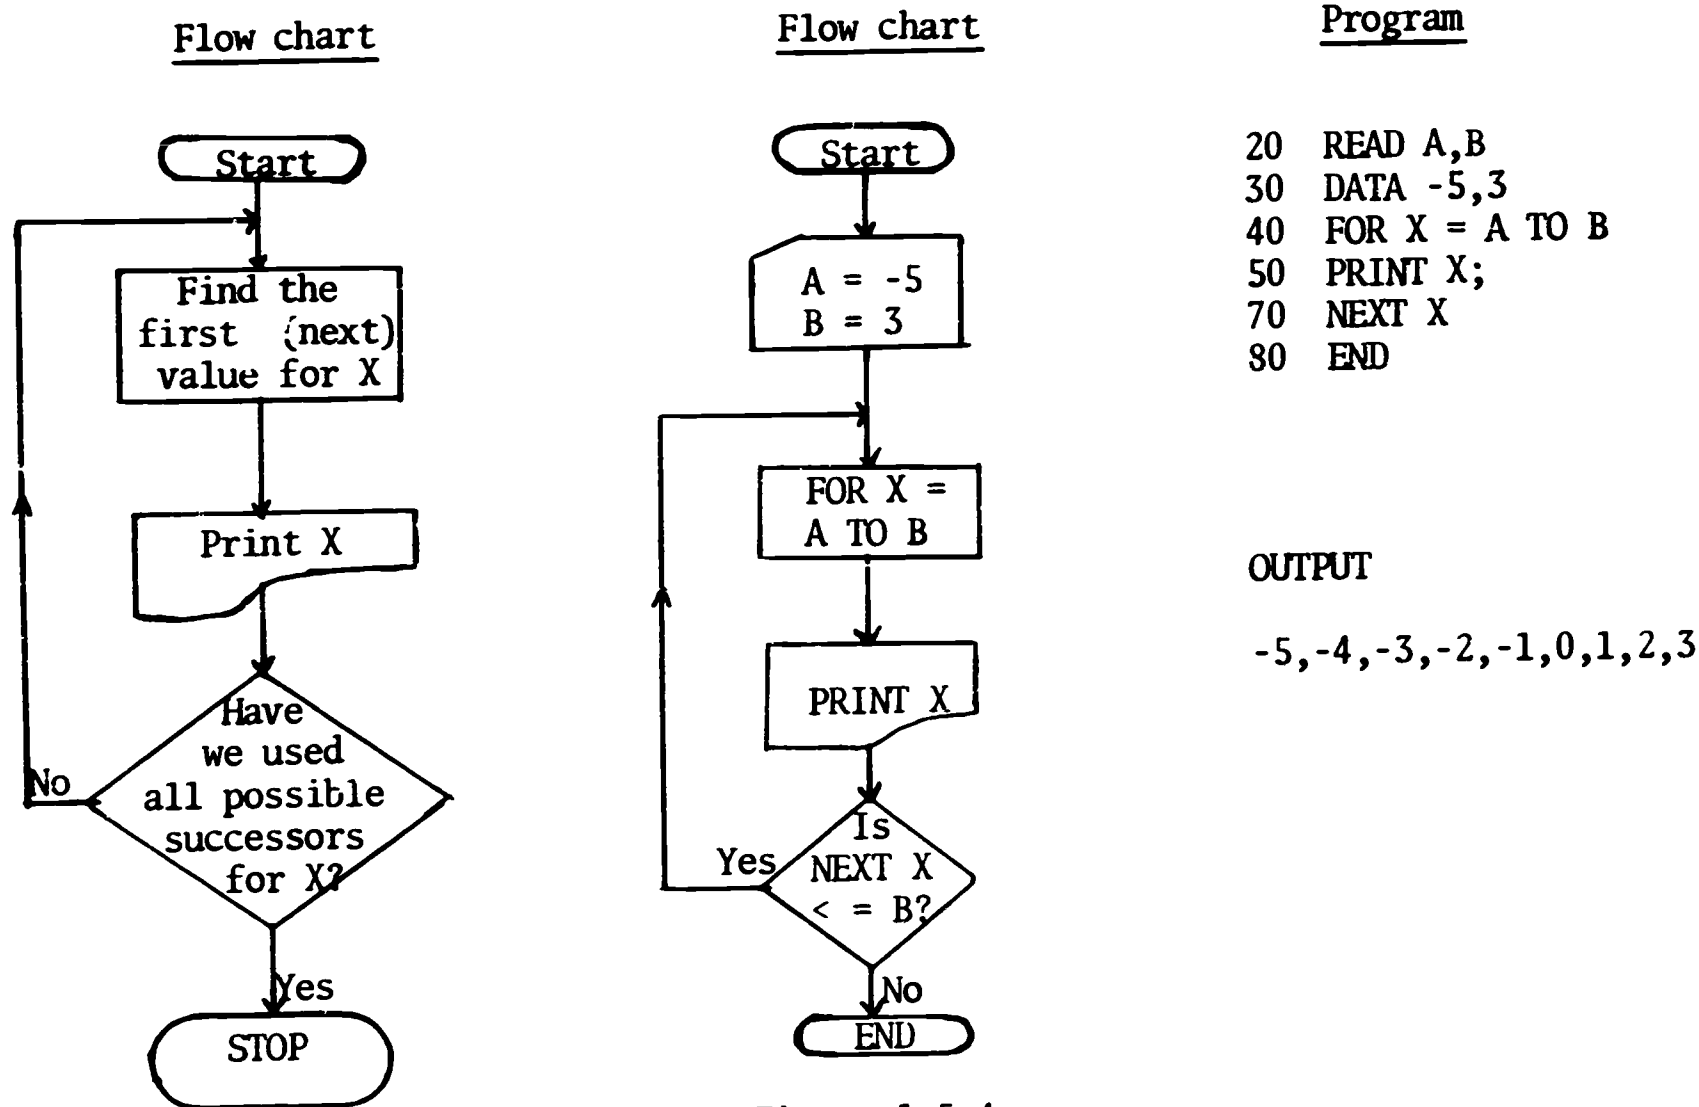 Flow chart
Start
Find the
first (next)
value for X
Print X
Have
we used
all possible
successors
for X?
No
Yes
STOP
Flow chart
Start
A = -5
B = 3
FOR X =
A TO B
PRINT X
Is
NEXT X
< = B?
Yes
No
END
Program
20 READ A,B
30 DATA -5,3
40 FOR X = A TO B
50 PRINT X;
70 NEXT X
80 END
OUTPUT
-5,-4,-3,-2,-1,0,1,2,3